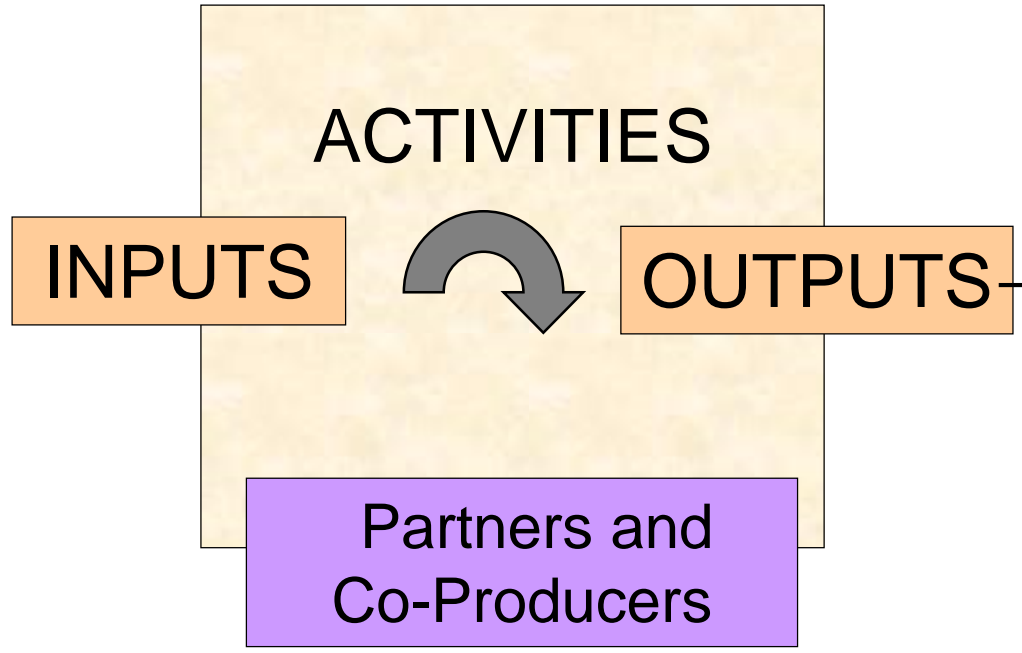 ACTIVITIES
INPUTS
OUTPUTS
Partners and
Co-Producers